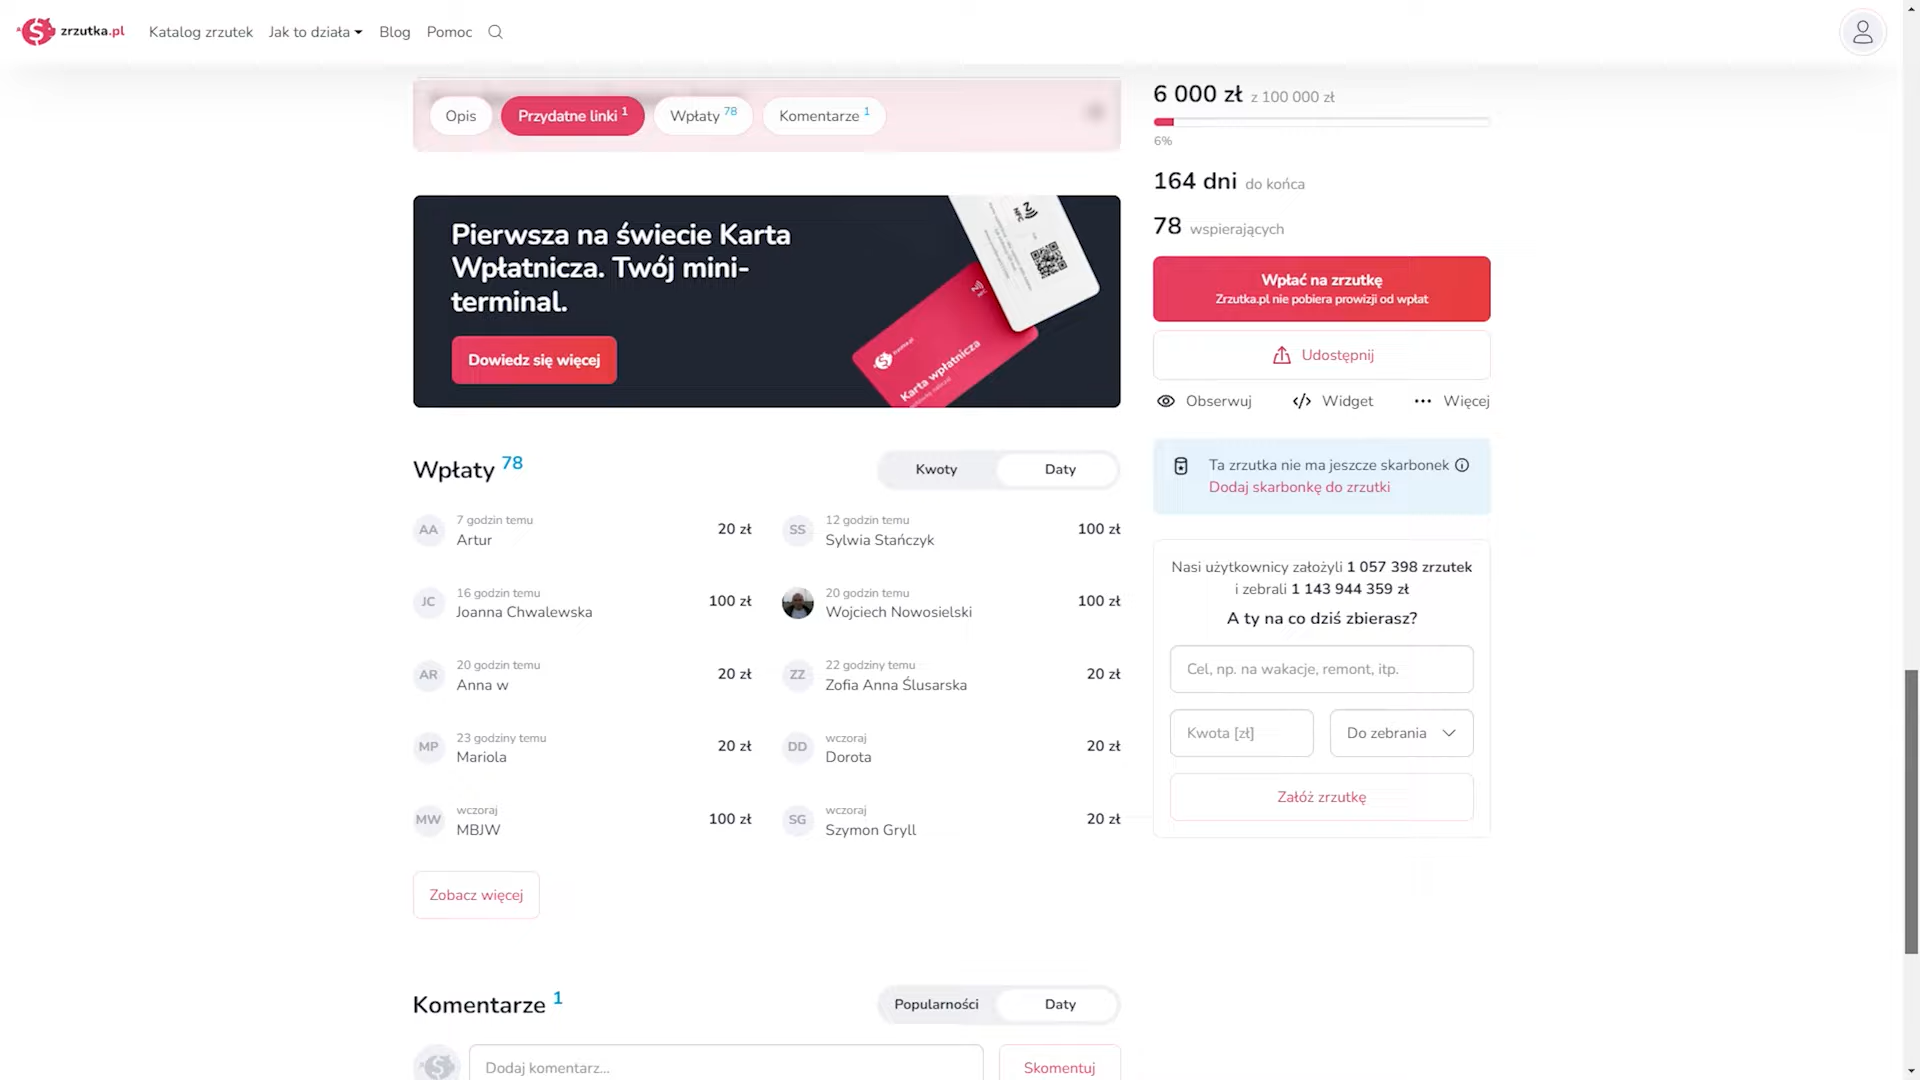 zrzutka.pl Katalog zrzutek Jak to działa Blog Pomoc
Opis Przydatne linki 1 Wpłaty 78 Komentarze 1
Pierwsza na świecie Karta
Wpłatnicza. Twój mini-
terminal.
Dowiedz się więcej
NFC
zrzutka.pl
Karta wpłatnicza
Wpłaty 78
Kwoty Daty
7 godzin temu
AA Artur 20 zł
12 godzin temu
SS Sylwia Stańczyk 100 zł
16 godzin temu
JC Joanna Chwalewska 100 zł
20 godzin temu
Wojciech Nowosielski 100 zł
20 godzin temu
AR Anna w 20 zł
22 godziny temu
ZZ Zofia Anna Ślusarska 20 zł
23 godziny temu
MP Mariola 20 zł
wczoraj
DD Dorota 20 zł
wczoraj
MW MBJW 100 zł
wczoraj
SG Szymon Gryll 20 zł
Zobacz więcej
Komentarze 1
Popularności Daty
Dodaj komentarz...
Skomentuj
6 000 zł z 100 000 zł
6%
164 dni do końca
78 wspierających
Wpłać na zrzutkę
Zrzutka.pl nie pobiera prowizji od wpłat
Udostępnij
Obserwuj Widget Więcej
Ta zrzutka nie ma jeszcze skarbonek
Dodaj skarbonkę do zrzutki
Nasi użytkownicy założyli 1 057 398 zrzutek
i zebrali 1 143 944 359 zł
A ty na co dziś zbierasz?
Cel, np. na wakacje, remont, itp.
Kwota [zł] Do zebrania
Załóż zrzutkę